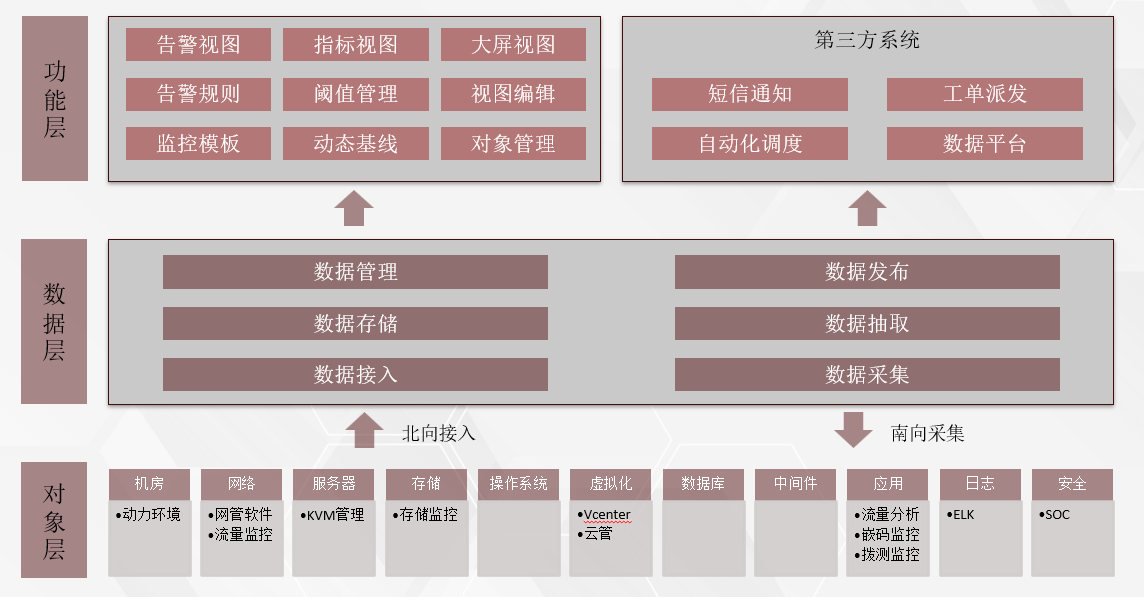 功能层
告警视图
指标视图
大屏视图
告警规则
阈值管理
视图编辑
监控模板
动态基线
对象管理
第三方系统
短信通知
工单派发
自动化调度
数据平台
数据层
数据管理
数据发布
数据存储
数据抽取
数据接入
数据采集
北向接入
南向采集
对象层
机房
•动力环境
网络
•网管软件
•流量监控
服务器
•KVM管理
存储
•存储监控
操作系统
虚拟化
•Vcenter
•云管
数据库
中间件
应用
•流量分析
•嵌码监控
•拨测监控
日志
•ELK
安全
•SOC